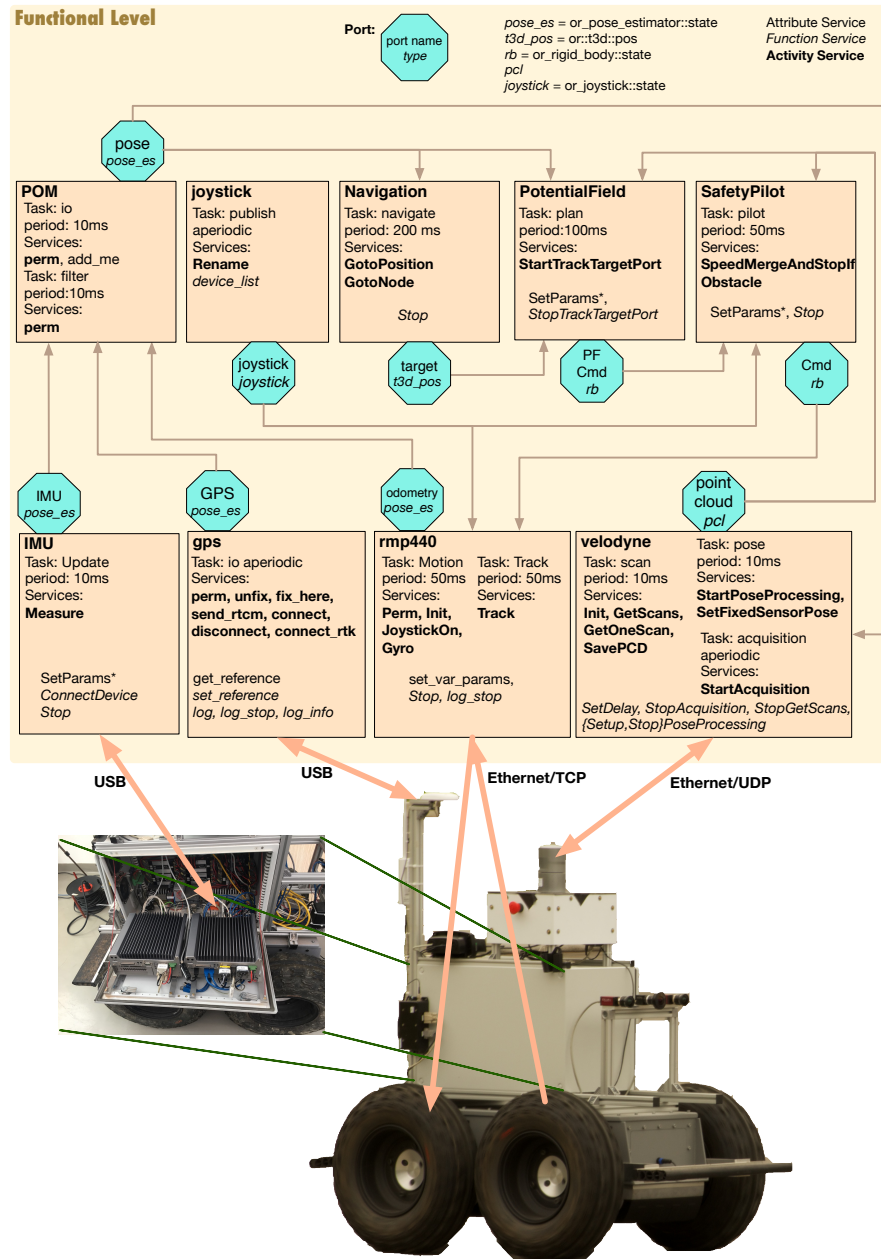 Functional Level
Port:
port name
type
pose_es = or_pose_estimator::state
t3d_pos = or::t3d::pos
rb = or_rigid_body::state
pcl
joystick = or_joystick::state
Attribute Service
Function Service
Activity Service
pose
pose_es
POM
Task: io
period: 10ms
Services:
perm, add_me
Task: filter
period:10ms
Services:
perm
joystick
Task: publish
aperiodic
Services:
Rename
device_list
Navigation
Task: navigate
period: 200 ms
Services:
GotoPosition
GotoNode
Stop
PotentialField
Task: plan
period:100ms
Services:
StartTrackTargetPort
SetParams*,
StopTrackTargetPort
SafetyPilot
Task: pilot
period: 50ms
Services:
SpeedMergeAndStopIf
Obstacle
SetParams*, Stop
joystick
joystick
target
t3d_pos
PF
Cmd
rb
Cmd
rb
IMU
pose_es
GPS
pose_es
odometry
pose_es
point
cloud
pcl
IMU
Task: Update
period: 10ms
Services:
Measure
SetParams*
ConnectDevice
Stop
gps
Task: io aperiodic
Services:
perm, unfix, fix_here,
send_rtcm, connect,
disconnect, connect_rtk
get_reference
set_reference
log, log_stop, log_info
rmp440
Task: Motion
period: 50ms
Services:
Perm, Init,
JoystickOn,
Gyro
Task: Track
period: 50ms
Services:
Track
set_var_params,
Stop, log_stop
velodyne
Task: scan
period: 10ms
Services:
Init, GetScans,
GetOneScan,
SavePCD
Task: pose
period: 10ms
Services:
StartPoseProcessing,
SetFixedSensorPose
Task: acquisition
aperiodic
Services:
StartAcquisition
SetDelay, StopAcquisition, StopGetScans,
{Setup,Stop}PoseProcessing
USB
USB
Ethernet/TCP
Ethernet/UDP